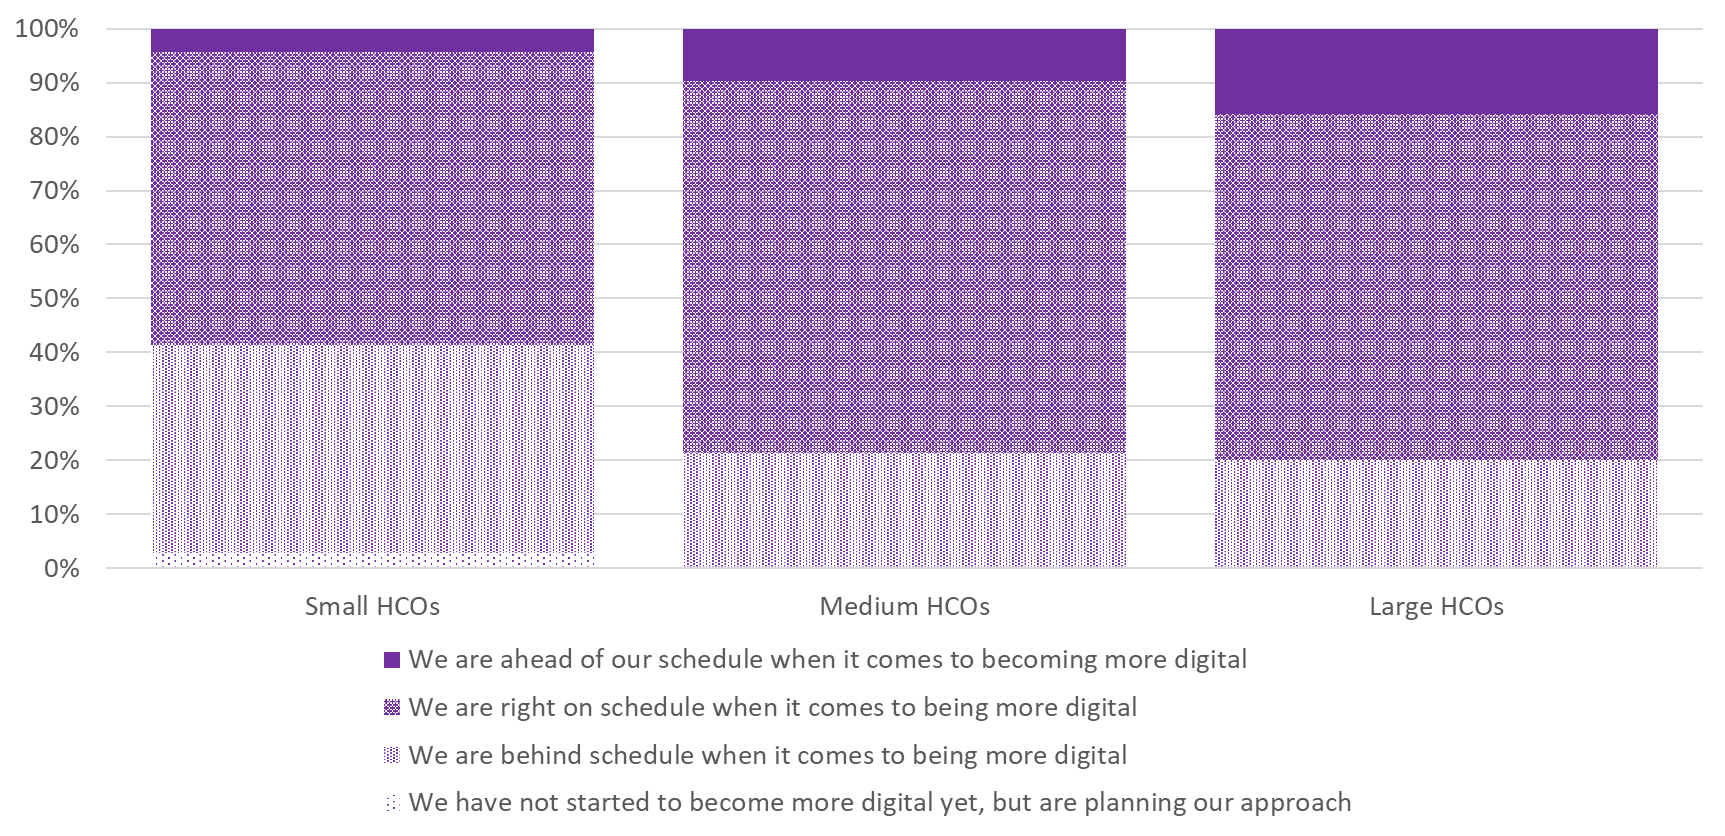 100%
90%
80%
70%
60%
50%
40%
30%
20%
10%
0%
Small HCOs
Medium HCOs
Large HCOs
We are ahead of our schedule when it comes to becoming more digital
We are right on schedule when it comes to being more digital
We are behind schedule when it comes to being more digital
We have not started to become more digital yet, but are planning our approach